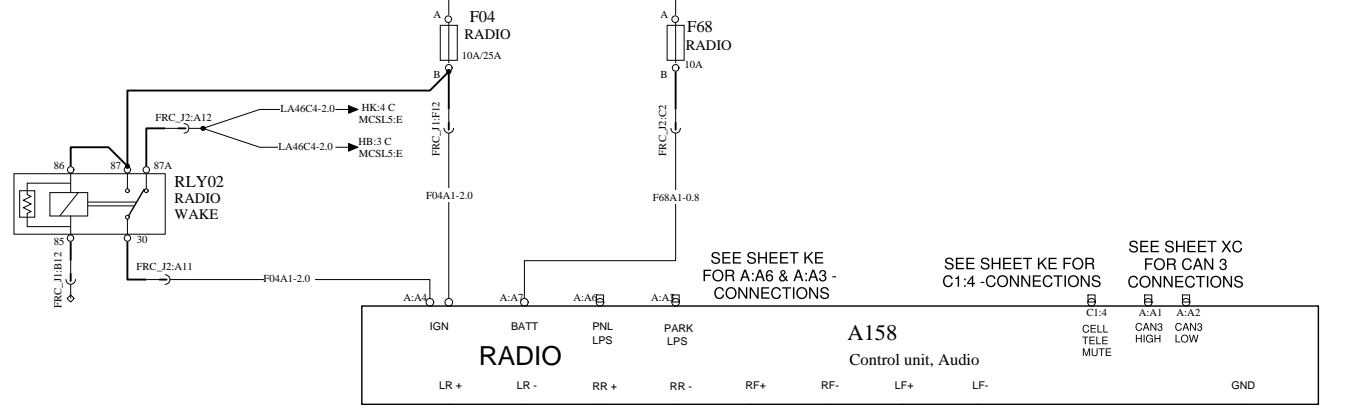 A
F04
RADIO
10A/25A
B
A
F68
RADIO
10A
B
FRC_J2:A12
LA46C4-2.0
HK:4 C
MCSL5:E
LA46C4-2.0
HB:3 C
MCSL5:E
FRC_J1:F12
FRC_J2:C2
86
87
87A
RLY02
RADIO
WAKE
85
30
F04A1-2.0
F68A1-0.8
FRC_J1:B12
FRC_J2:A11
F04A1-2.0
SEE SHEET KE
FOR A:A6 & A:A3 -
CONNECTIONS
SEE SHEET KE FOR
C1:4 -CONNECTIONS
SEE SHEET XC
FOR CAN 3
CONNECTIONS
A:A4
A:A7
A:A6
A:A3
C1:4
A:A1
A:A2
IGN
BATT
PNL
LPS
PARK
LPS
A158
Control unit, Audio
CELL
TELE
MUTE
CAN3
HIGH
CAN3
LOW
RADIO
LR +
LR -
RR +
RR -
RF+
RF-
LF+
LF-
GND